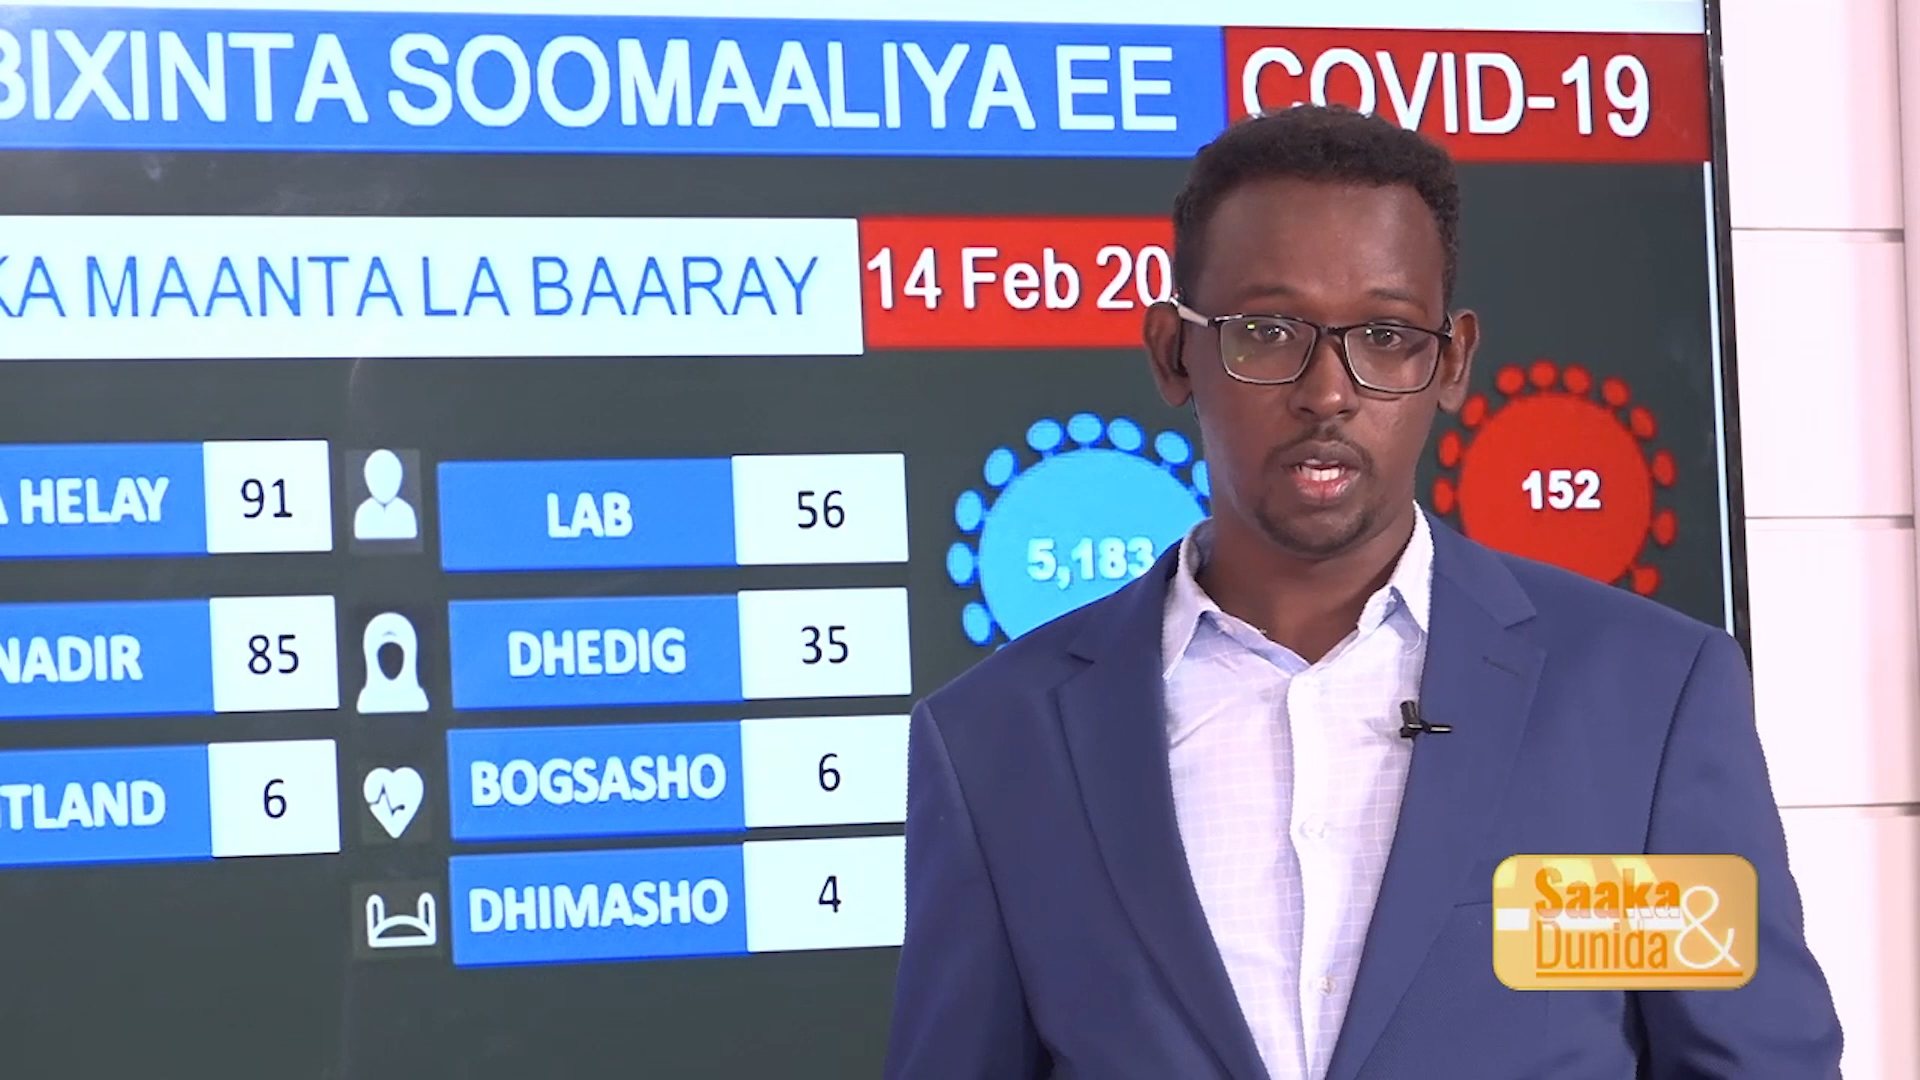 BIXINTA SOOMAALIYA EE COVID-19
KA MAANTA LA BAARAY 14 Feb 20
A HELAY 91
LAB 56
5,183
152
NADIR 85
DHEDIG 35
TLAND 6
BOGSASHO 6
DHIMASHO 4
Saaka &
Dunida